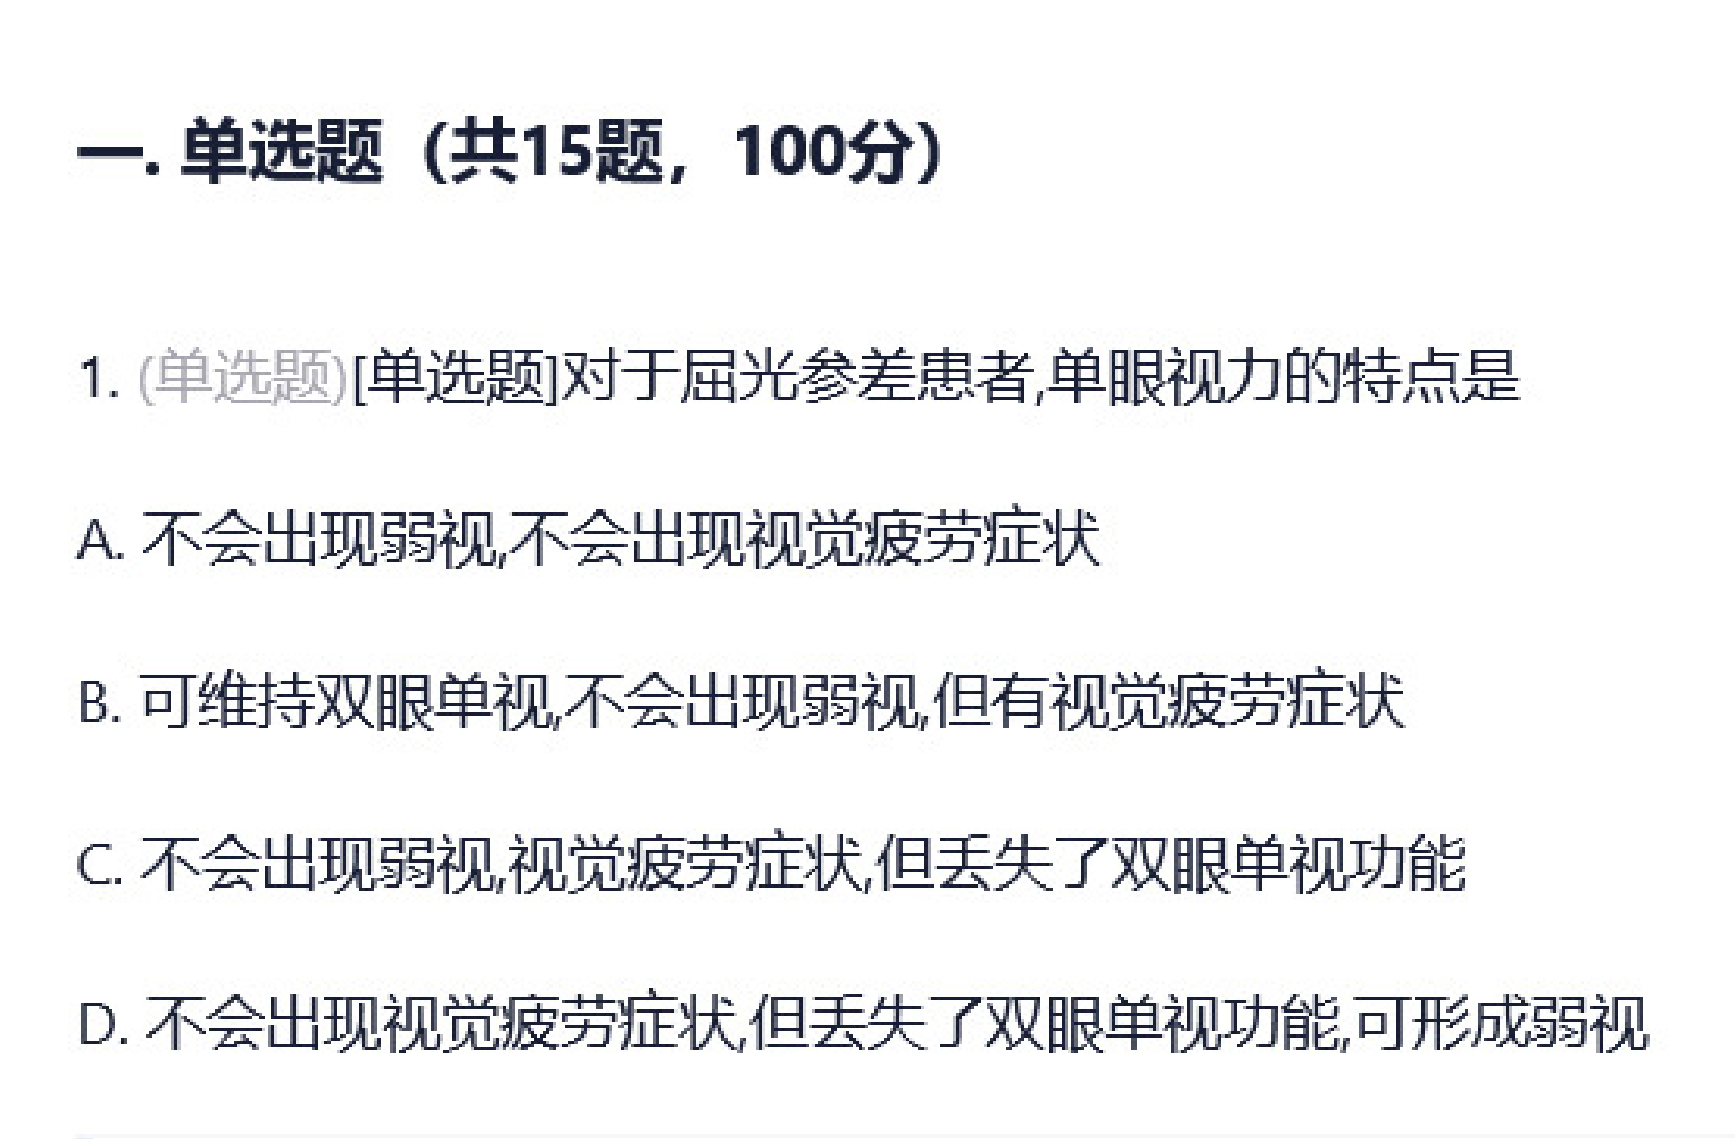 一. 单选题（共15题，100分）
1. (单选题)[单选题]对于屈光参差患者,单眼视力的特点是
A. 不会出现弱视,不会出现视觉疲劳症状
B. 可维持双眼单视,不会出现弱视,但有视觉疲劳症状
C. 不会出现弱视,视觉疲劳症状,但丢失了双眼单视功能
D. 不会出现视觉疲劳症状,但丢失了双眼单视功能,可形成弱视